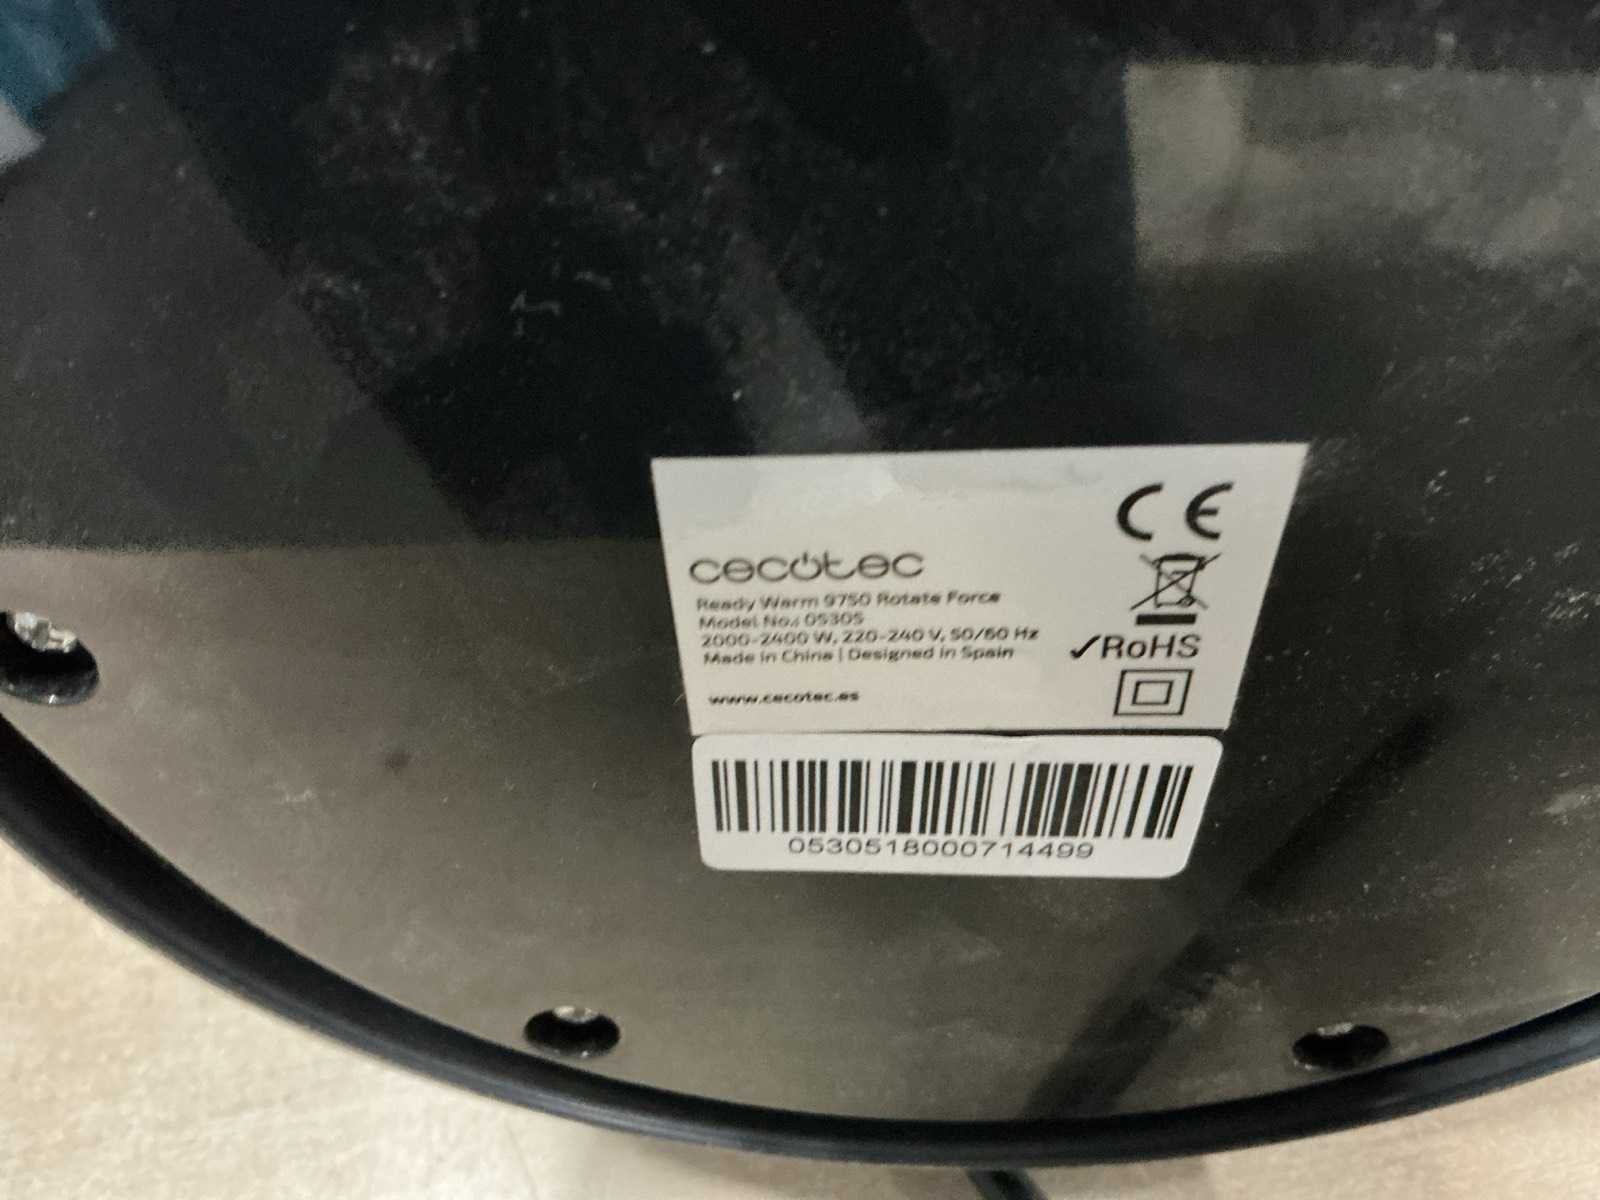 cecotec
Ready Warm 9750 Rotate Force
Model No.: 05305
2000-2400 W, 220-240 V, 50/60 Hz
Made in China | Designed in Spain
www.cecotec.es
CE
✓RoHS
0530518000714499